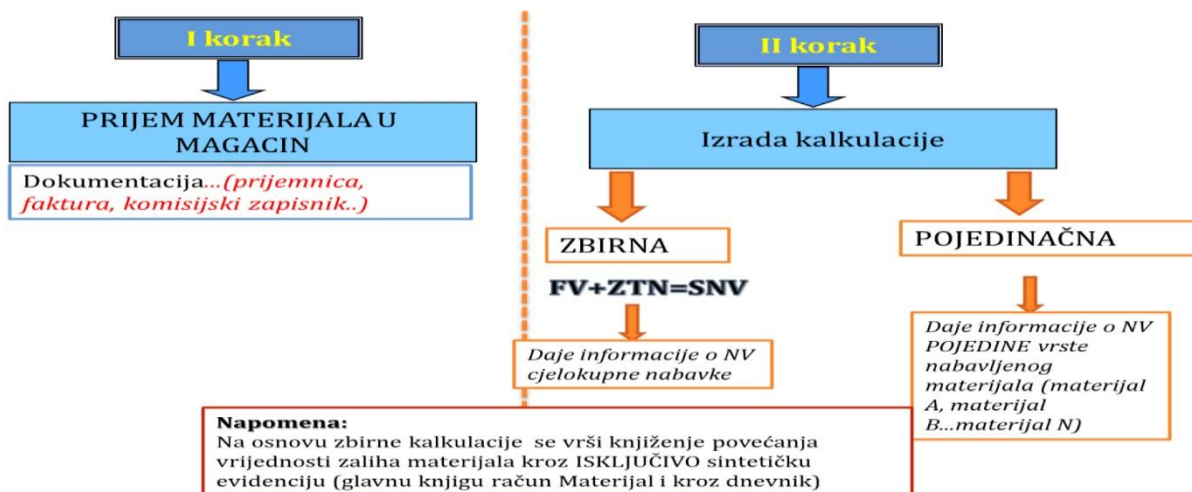 I korak
PRIJEM MATERIJALA U
MAGACIN
Dokumentacija...(prijemnica,
faktura, komisijski zapisnik..)
II korak
Izrada kalkulacije
ZBIRNA
FV+ZTN=SNV
Daje informacije o NV
cjelokupne nabavke
POJEDINAČNA
Daje informacije o NV
POJEDINE vrste
nabavljenog
materijala (materijal
A, materijal
B...materijal N)
Napomena:
Na osnovu zbirne kalkulacije se vrši knjiženje povećanja
vrijednosti zaliha materijala kroz ISKLJUČIVO sintetičku
evidenciju (glavnu knjigu račun Materijal i kroz dnevnik)